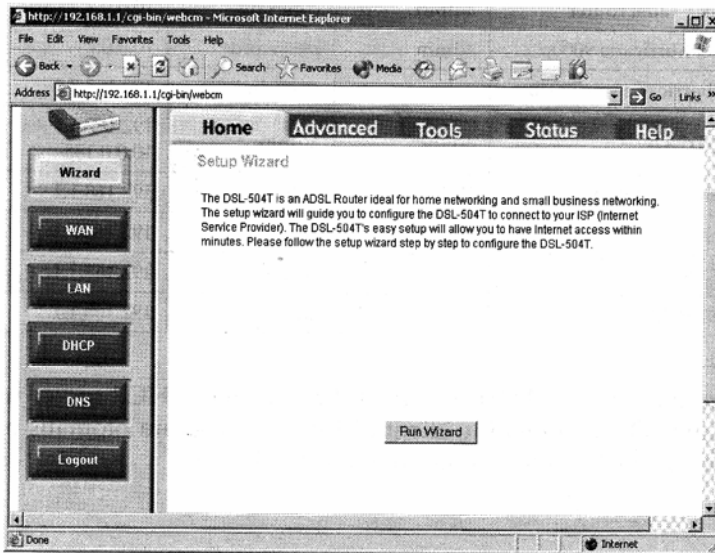 http://192.168.1.1/cgi-bin/webcm - Microsoft Internet Explorer
File Edit View Favorites Tools Help
Back Search Favorites Media
Address http://192.168.1.1/cgi-bin/webcm Go Links »
Home Advanced Tools Status Help
Wizard
WAN
LAN
DHCP
DNS
Logout
Setup Wizard
The DSL-504T is an ADSL Router ideal for home networking and small business networking.
The setup wizard will guide you to configure the DSL-504T to connect to your ISP (Internet
Service Provider). The DSL-504T's easy setup will allow you to have Internet access within
minutes. Please follow the setup wizard step by step to configure the DSL-504T.
Run Wizard
Done Internet